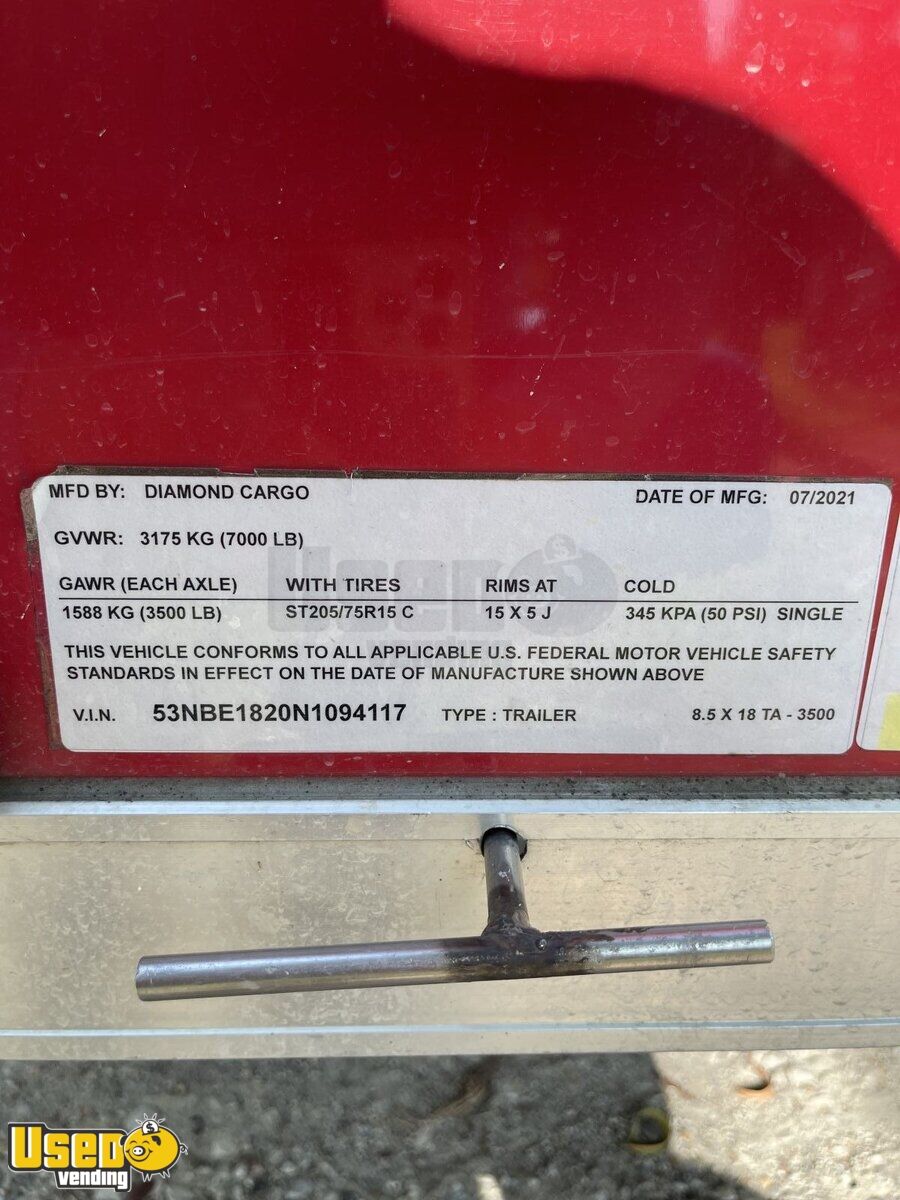 MFD BY: DIAMOND CARGO DATE OF MFG: 07/2021
GVWR: 3175 KG (7000 LB)
GAWR (EACH AXLE) WITH TIRES RIMS AT COLD
1588 KG (3500 LB) ST205/75R15 C 15 X 5 J 345 KPA (50 PSI) SINGLE
THIS VEHICLE CONFORMS TO ALL APPLICABLE U.S. FEDERAL MOTOR VEHICLE SAFETY
STANDARDS IN EFFECT ON THE DATE OF MANUFACTURE SHOWN ABOVE
V.I.N. 53NBE1820N1094117 TYPE : TRAILER 8.5 X 18 TA - 3500
Used
vending